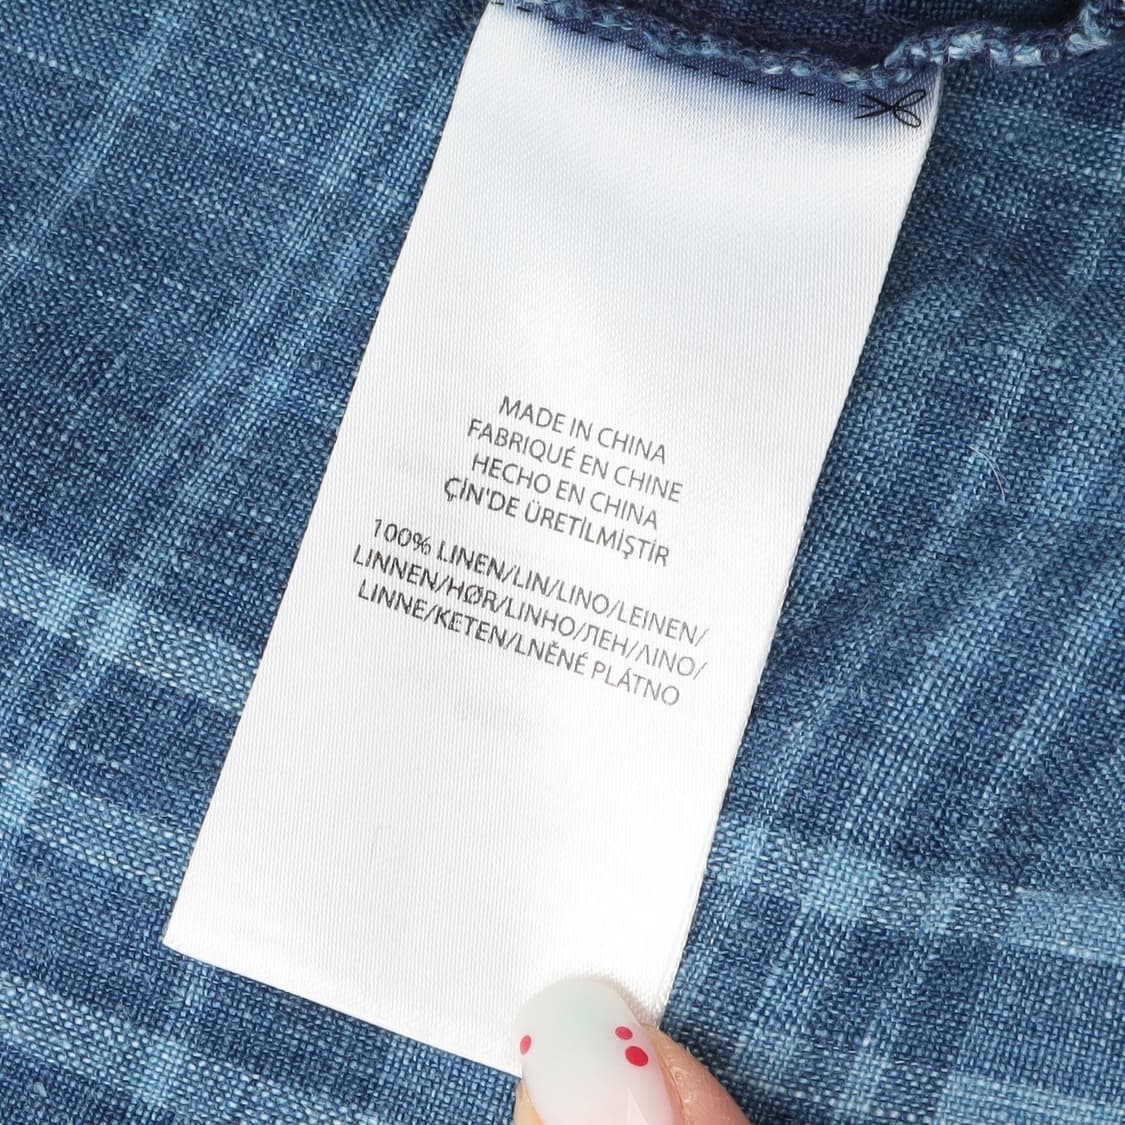 MADE IN CHINA
FABRIQUÉ EN CHINE
HECHO EN CHINA
ÇİN'DE ÜRETİLMİŞTİR
100% LINEN/LIN/LINO/LEINEN/
LINNEN/HØR/LINHO/ЛЕН/ΛΙΝΟ/
LINNE/KETEN/LNĚNÉ PLÁTNO